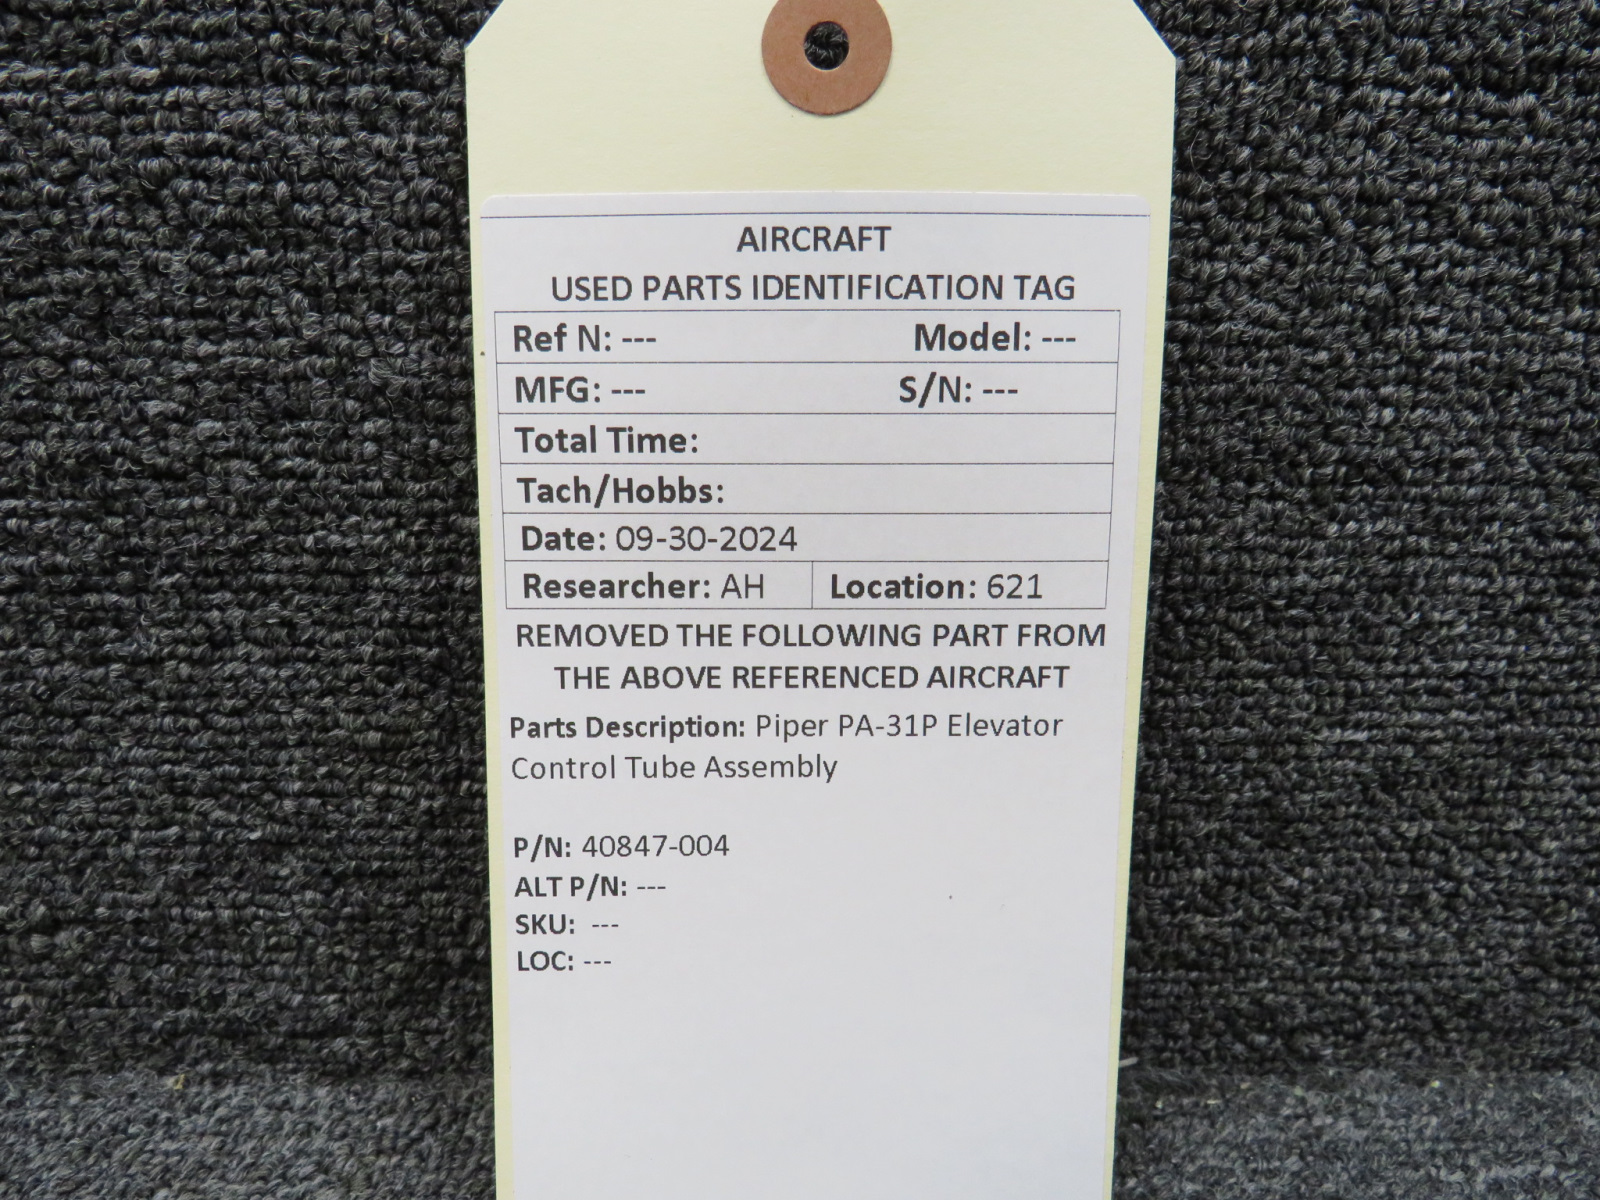 AIRCRAFT
USED PARTS IDENTIFICATION TAG
Ref N: --- Model: ---
MFG: --- S/N: ---
Total Time:
Tach/Hobbs:
Date: 09-30-2024
Researcher: AH Location: 621
REMOVED THE FOLLOWING PART FROM
THE ABOVE REFERENCED AIRCRAFT
Parts Description: Piper PA-31P Elevator
Control Tube Assembly
P/N: 40847-004
ALT P/N: ---
SKU: ---
LOC: ---